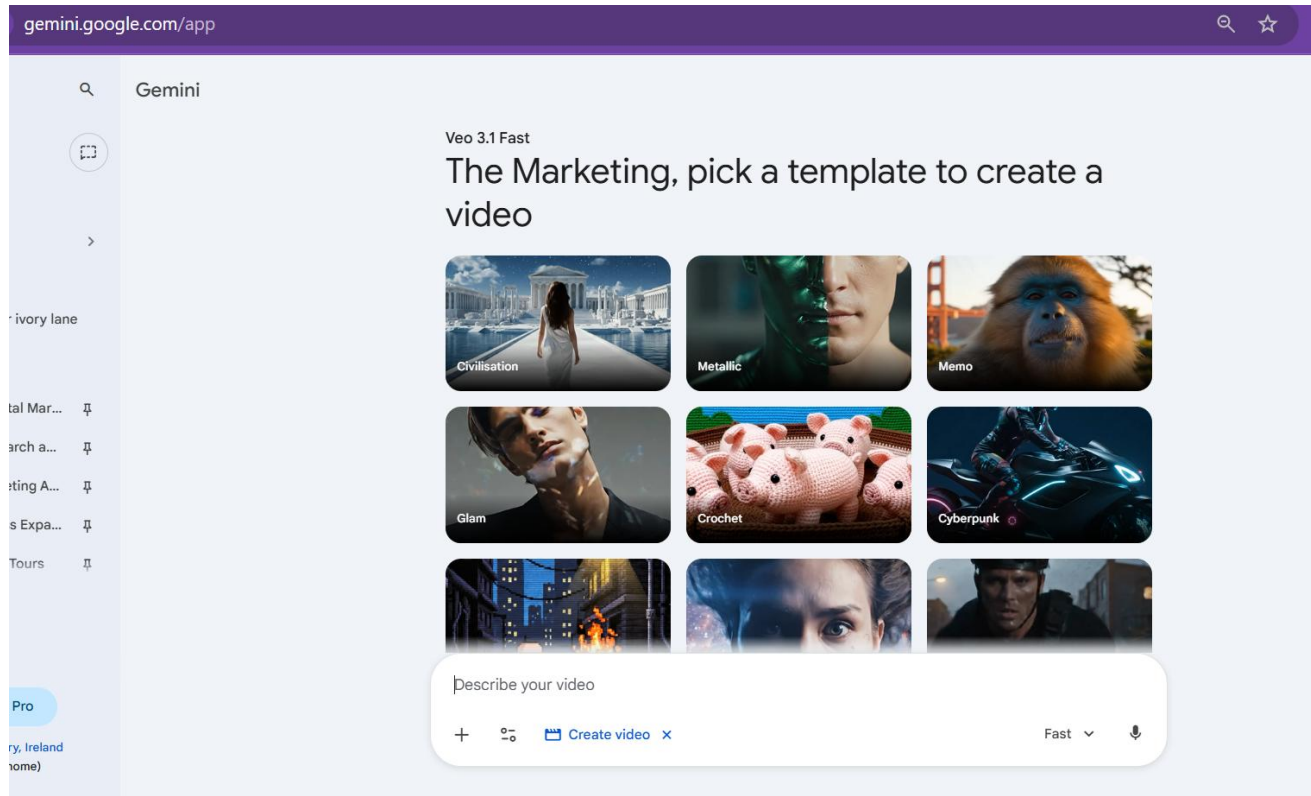 gemini.google.com/app
Gemini
Veo 3.1 Fast
The Marketing, pick a template to create a
video
ivory lane
tal Mar...
arch a...
eting A...
s Expa...
Tours
Civilisation
Metallic
Memo
Glam
Crochet
Cyberpunk
Describe your video
Create video
Fast
Pro
ry, Ireland
home)